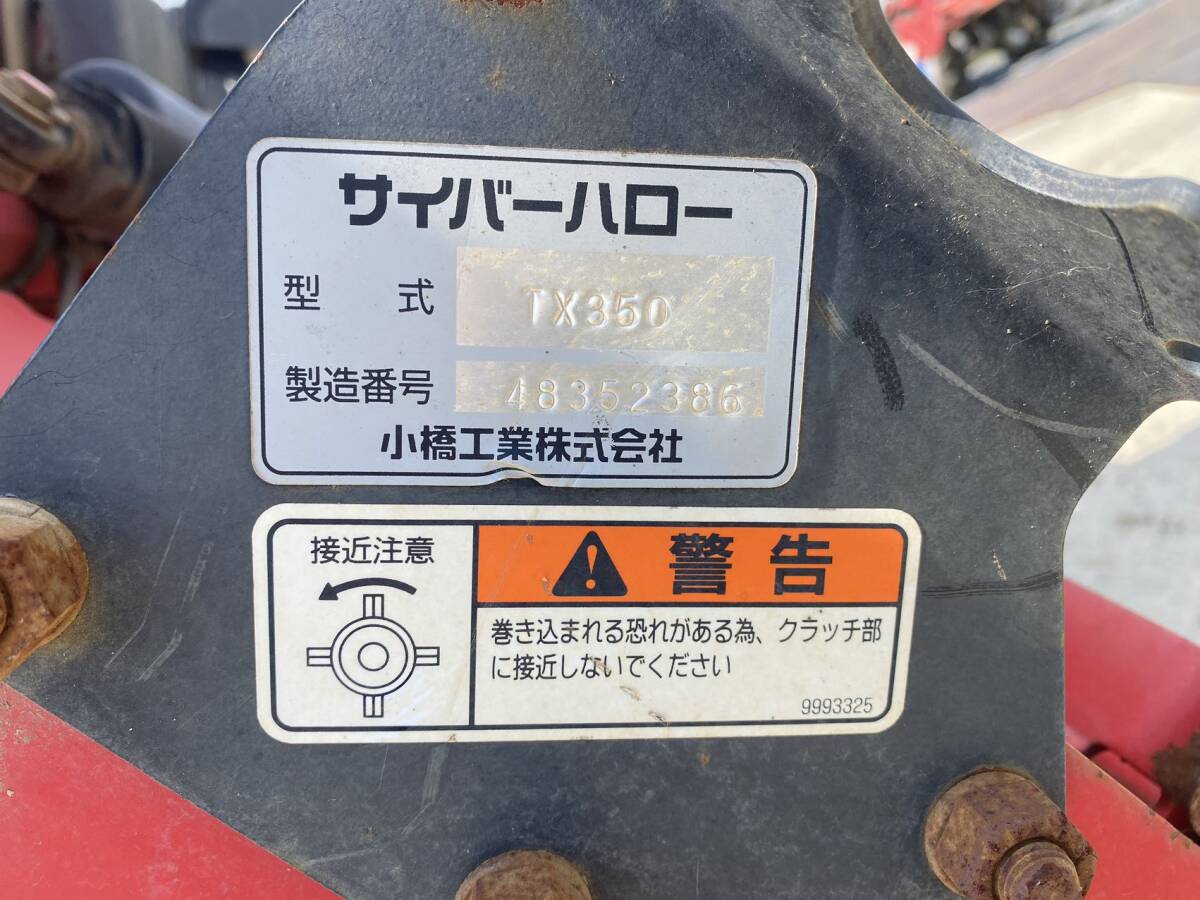 サイバーハロー
型式 TX350
製造番号 48352386
小橋工業株式会社
接近注意
警告
巻き込まれる恐れがある為、クラッチ部
に接近しないでください
9993325